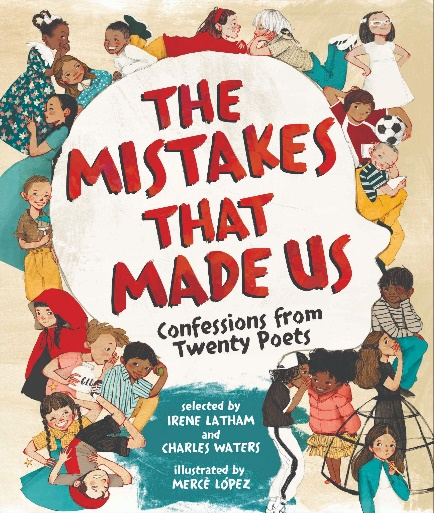 THE
MISTAKES
THAT
MADE US
Confessions from
Twenty Poets
selected by
IRENE LATHAM
and
CHARLES WATERS
illustrated by
MERCÈ LÓPEZ